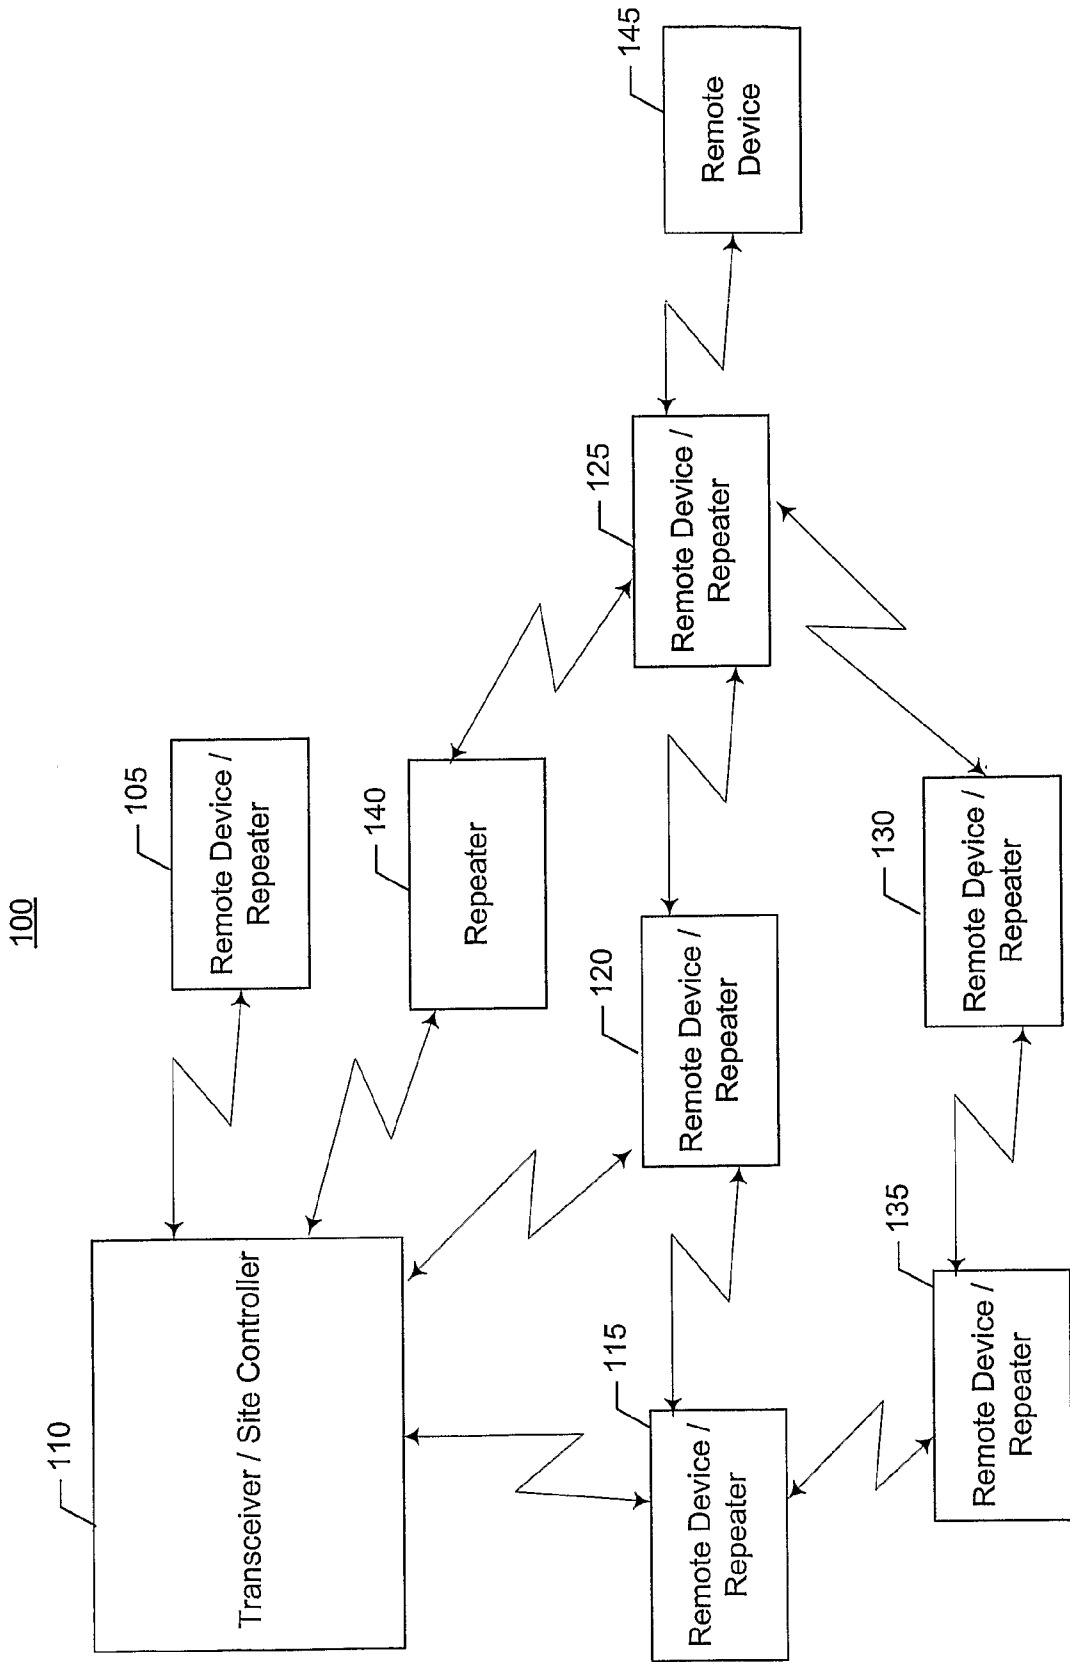 100
110
Transceiver / Site Controller
105
Remote Device /
Repeater
140
Repeater
115
Remote Device /
Repeater
120
Remote Device /
Repeater
125
Remote Device /
Repeater
145
Remote
Device
135
Remote Device /
Repeater
130
Remote Device /
Repeater